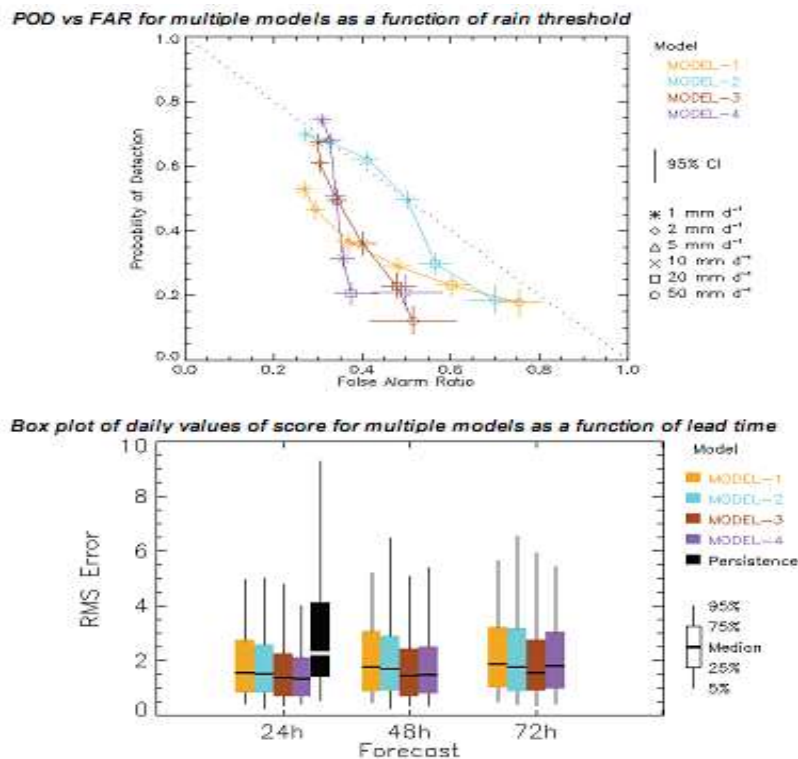 POD vs FAR for multiple models as a function of rain threshold
Model
MODEL-1
MODEL-2
MODEL-3
MODEL-4
95% CI
1 mm d⁻¹
2 mm d⁻¹
5 mm d⁻¹
10 mm d⁻¹
20 mm d⁻¹
50 mm d⁻¹
Probability of Detection
1.0
0.8
0.6
0.4
0.2
0.0
0.0 0.2 0.4 0.6 0.8 1.0
False Alarm Ratio
Box plot of daily values of score for multiple models as a function of lead time
RMS Error
10
8
6
4
2
0
24h 48h 72h
Forecast
Model
MODEL-1
MODEL-2
MODEL-3
MODEL-4
Persistence
95%
75%
Median
25%
5%